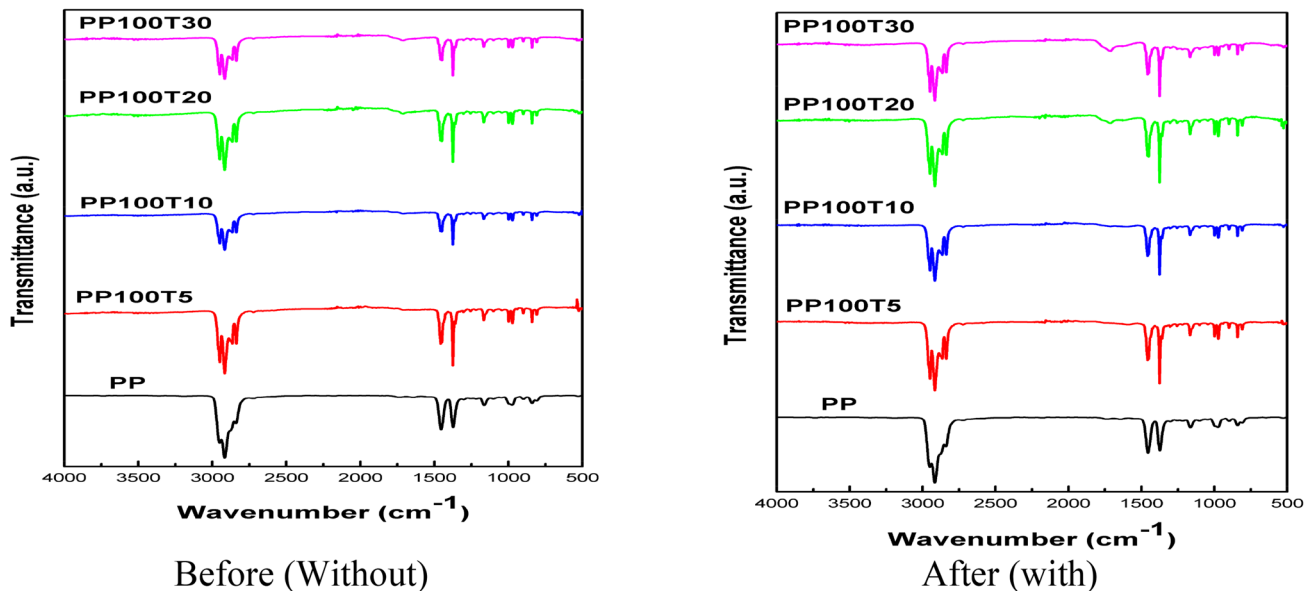 PP100T30
PP100T20
PP100T10
PP100T5
PP
Transmittance (a.u.)
4000 3500 3000 2500 2000 1500 1000 500
Wavenumber (cm⁻¹)
Before (Without)
PP100T30
PP100T20
PP100T10
PP100T5
PP
Transmittance (a.u.)
4000 3500 3000 2500 2000 1500 1000 500
Wavenumber (cm⁻¹)
After (with)